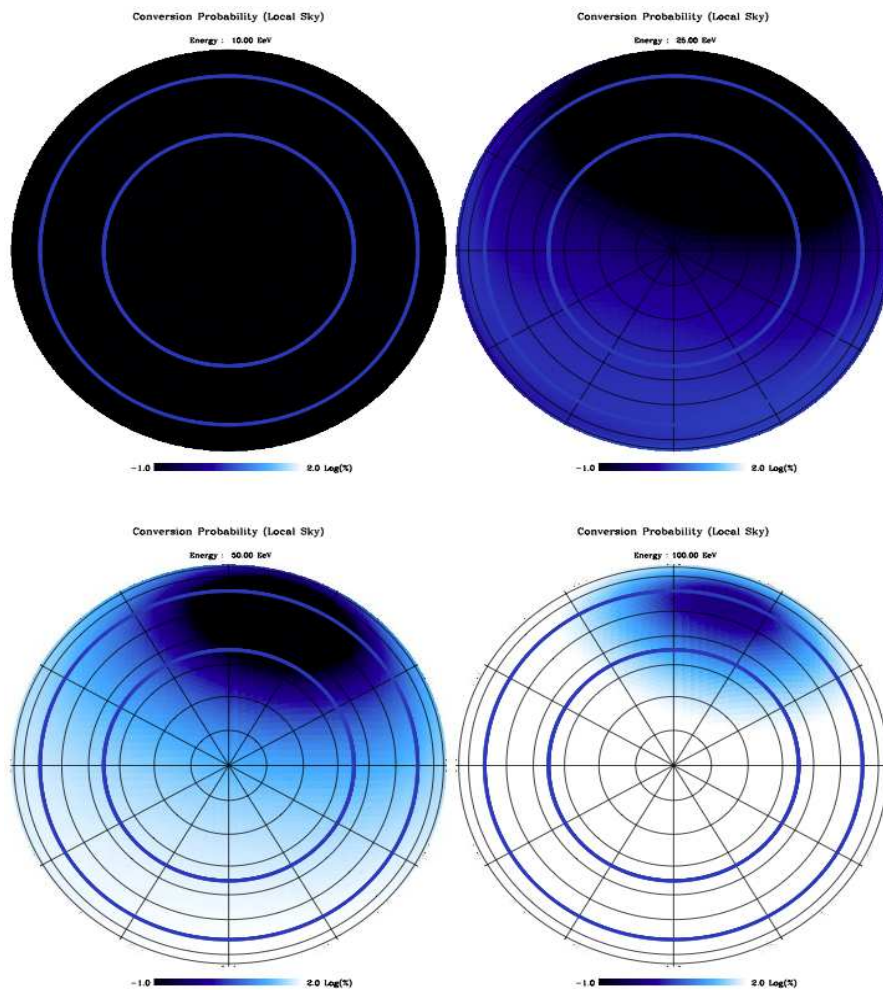 Conversion Probability (Local Sky)
Energy : 10.00 EeV
-1.0 2.0 Log(%)
Conversion Probability (Local Sky)
Energy : 25.00 EeV
-1.0 2.0 Log(%)
Conversion Probability (Local Sky)
Energy : 50.00 EeV
-1.0 2.0 Log(%)
Conversion Probability (Local Sky)
Energy : 100.00 EeV
-1.0 2.0 Log(%)